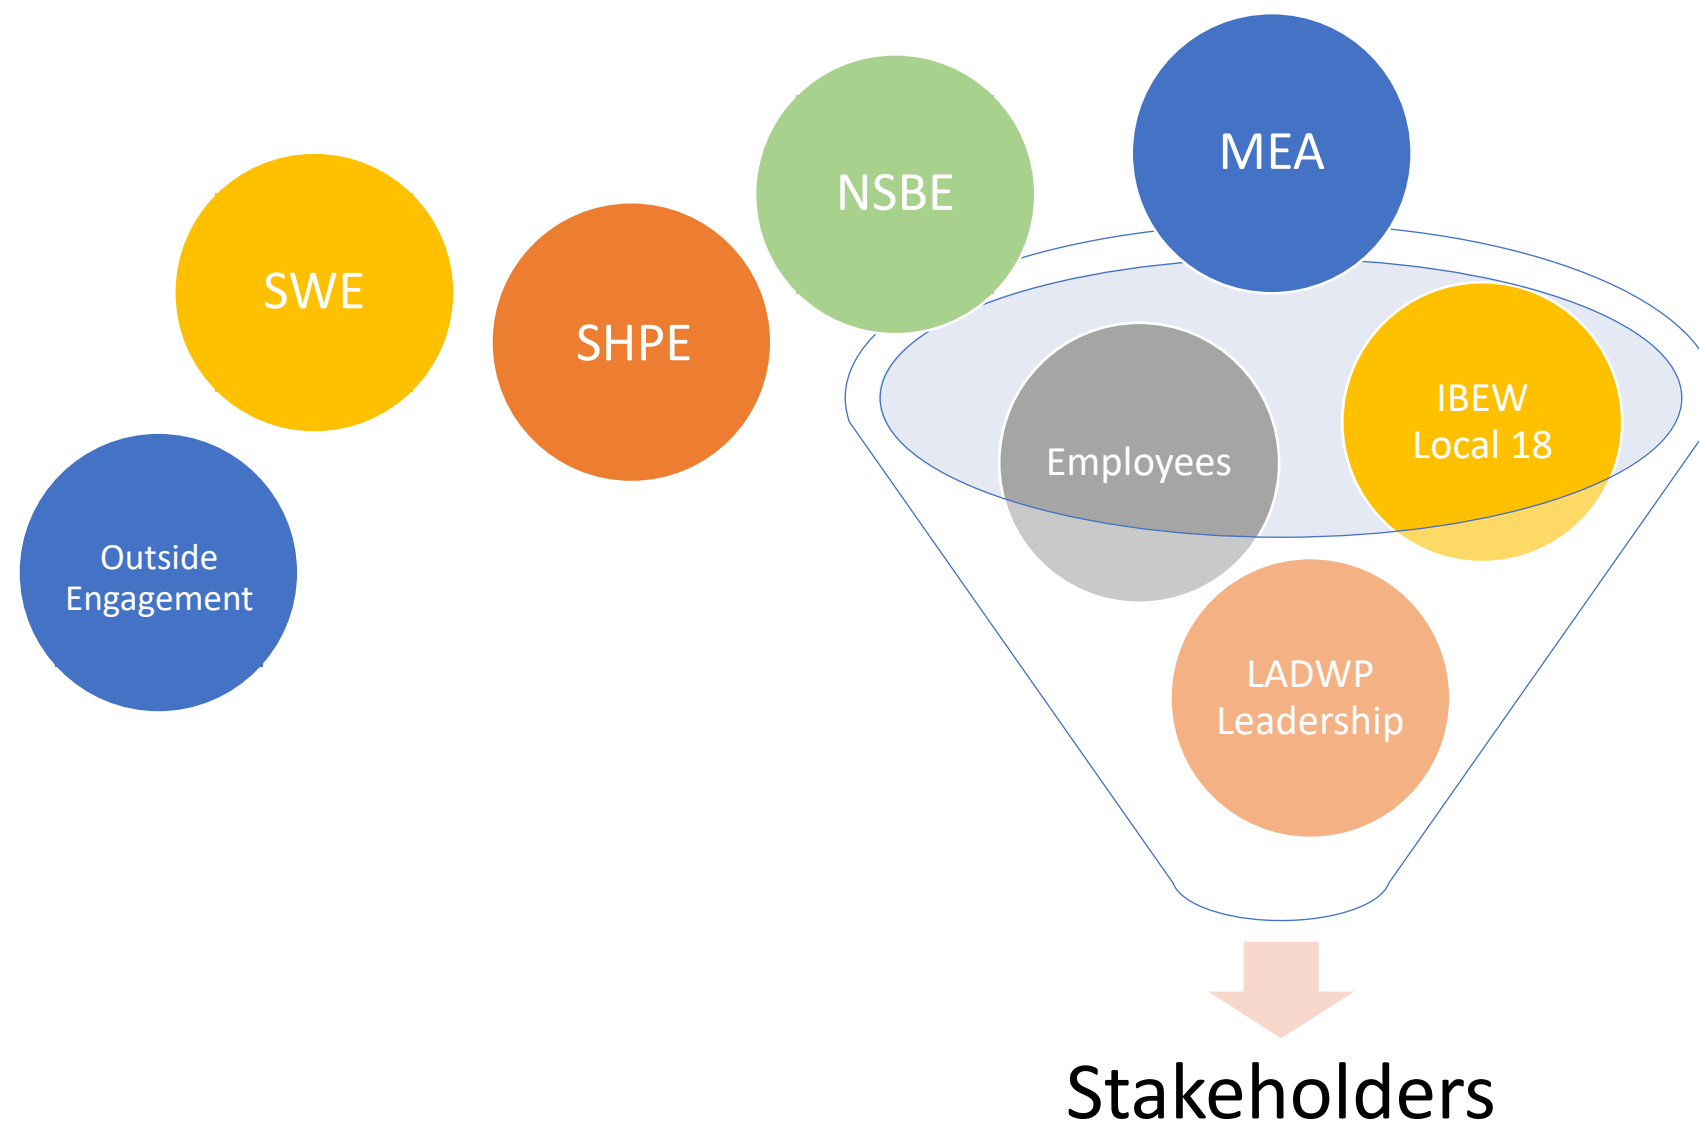 MEA
NSBE
SWE
SHPE
IBEW
Local 18
Employees
Outside
Engagement
LADWP
Leadership
Stakeholders